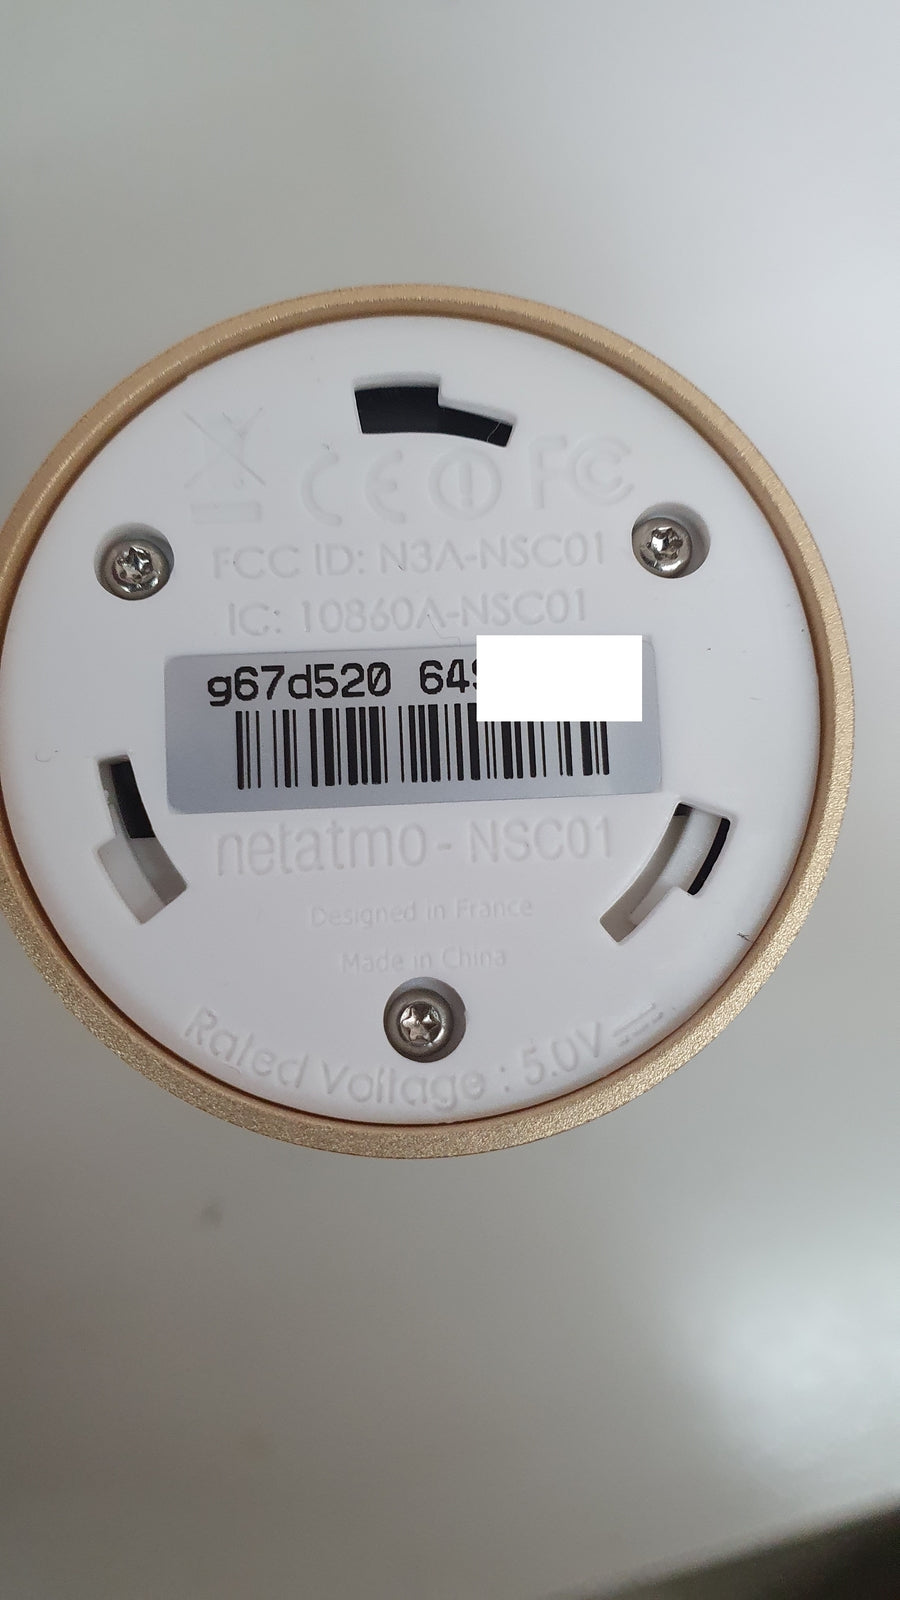 CE FC
FCC ID: N3A-NSC01
IC: 10860A-NSC01
g67d520 64
netatmo - NSC01
Designed in France
Made in China
Rated Voltage : 5.0V